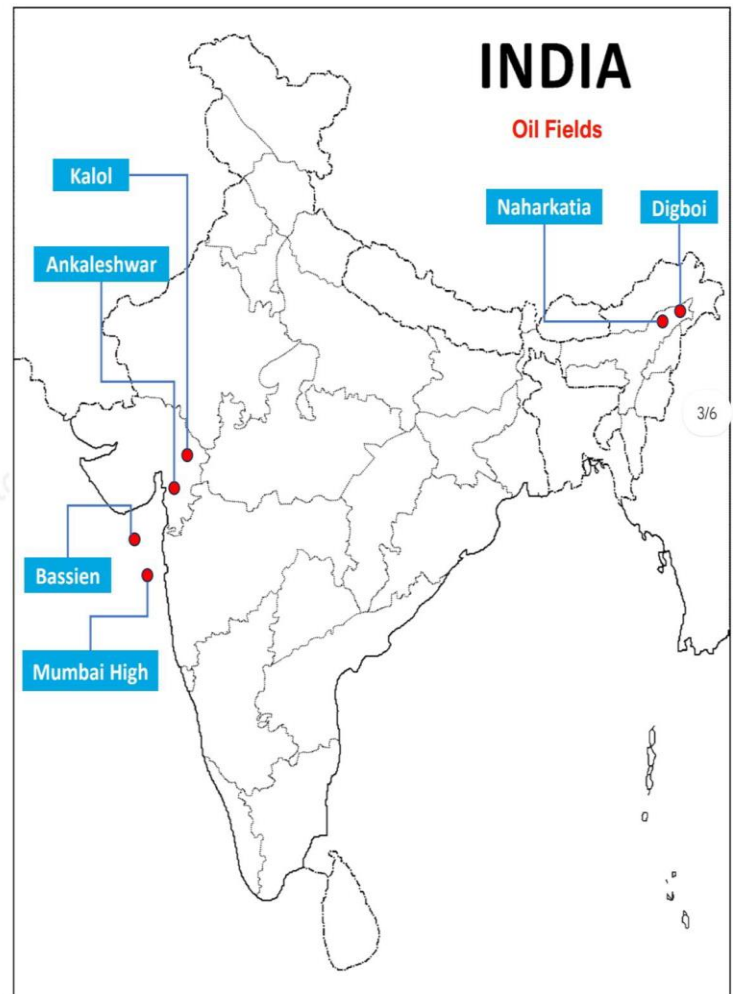 INDIA
Oil Fields
Kalol
Naharkatia
Digboi
Ankaleshwar
3/6
Bassien
Mumbai High